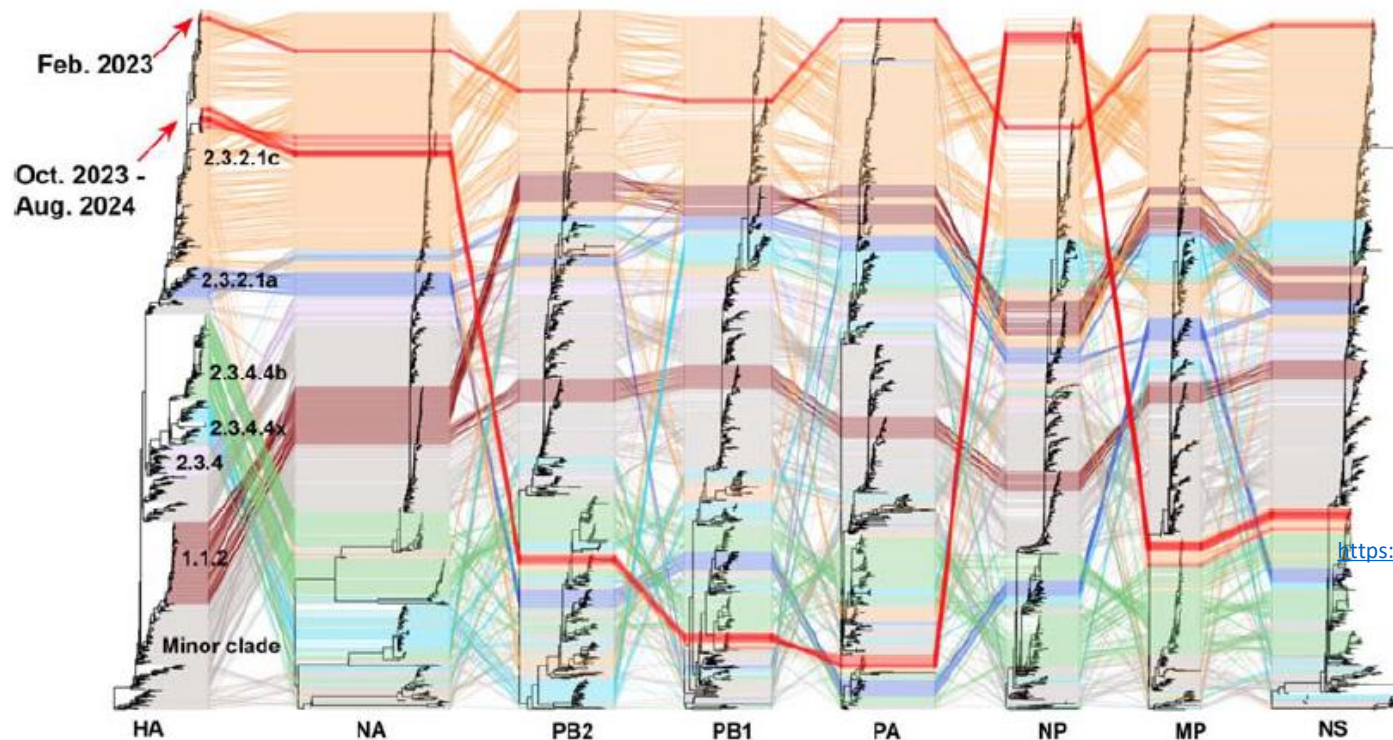 Feb. 2023
Oct. 2023 -
Aug. 2024
2.3.2.1c
2.3.2.1a
2.3.4.4b
2.3.4.4x
2.3.4
1.1.2
Minor clade
https:
HA NA PB2 PB1 PA NP MP NS